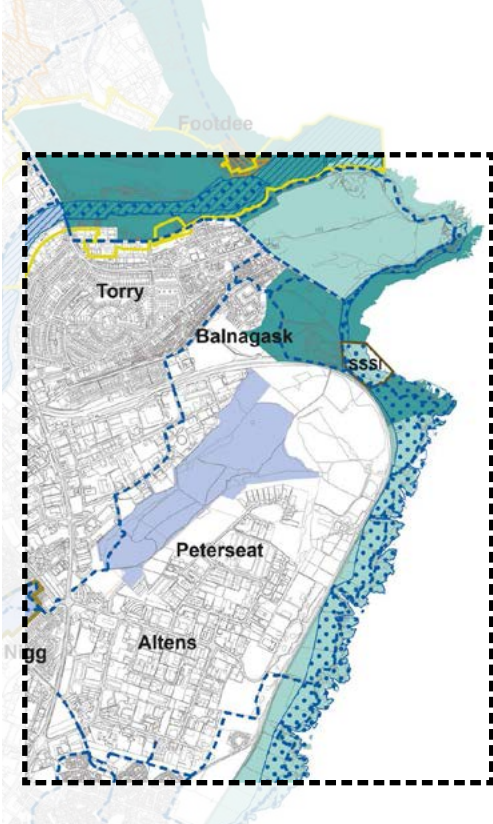 Footdee
Torry
Balnagask
SSSI
Peterseat
Altens
Nigg